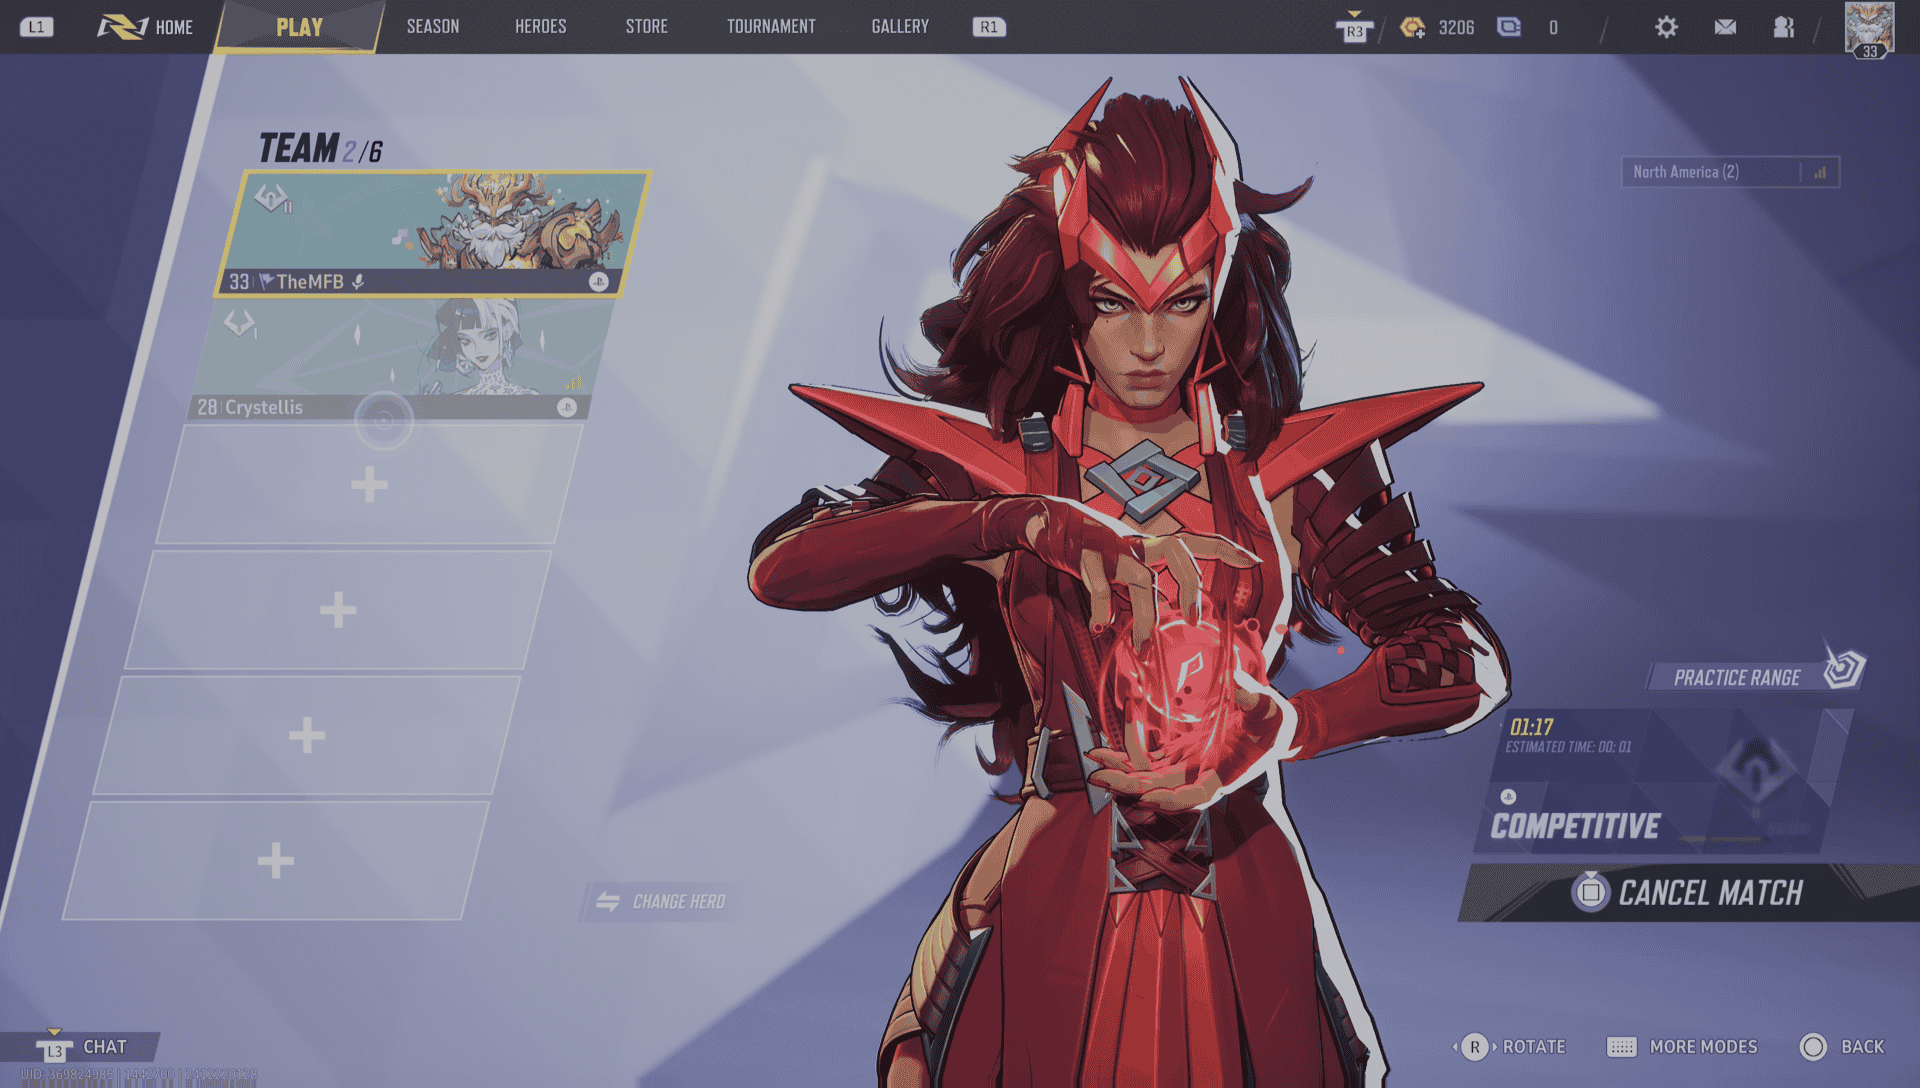 L1
HOME
PLAY
SEASON
HEROES
STORE
TOURNAMENT
GALLERY
R1
R3
3206
0
33
TEAM 2/6
North America (2)
II
33 TheMFB
I
28 Crystellis
PRACTICE RANGE
01:17
ESTIMATED TIME: 00: 01
COMPETITIVE
CANCEL MATCH
CHANGE HERO
L3 CHAT
R ROTATE
MORE MODES
BACK
UID: 369824985 | 1442700 |